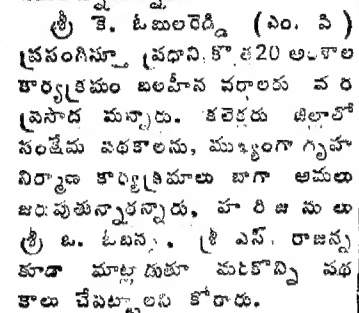 శ్రీ కె. ఓబులరెడ్డి (ఎం. పి)
ప్రసంగిస్తూ ప్రధాని కొత్త 20 అంశాల
కార్యక్రమం బలహీన వర్గాలకు వర
ప్రసాద మన్నారు. కలెక్టరు జిల్లాలో
సంక్షేమ పథకాలను, ముఖ్యంగా గృహ
నిర్మాణ కార్యక్రమాలు బాగా అమలు
జరుపుతున్నారన్నారు, హరిజనులు
శ్రీ ఒ. ఓబన్న. శ్రీ ఎస్. రాజన్న
కూడా మాట్లాడుతూ మరికొన్ని పథ
కాలు చేపట్టాలని కోరారు.